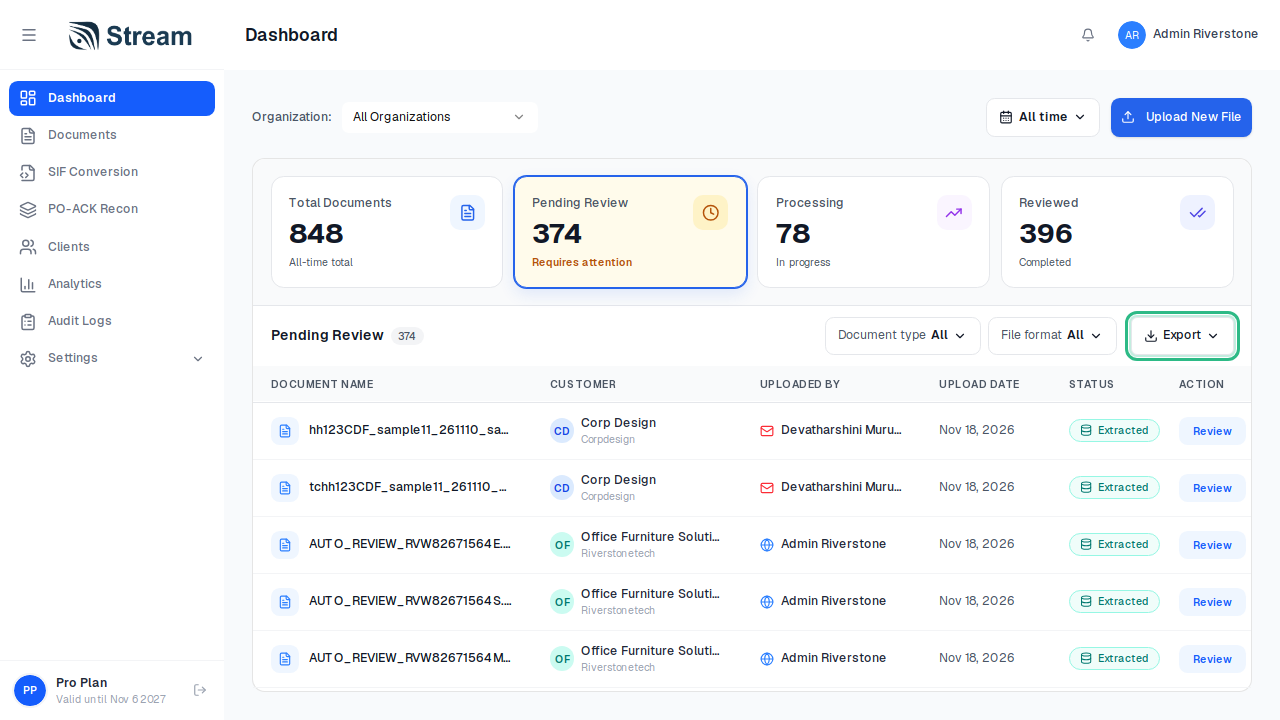 Stream
Dashboard
AR
Admin Riverstone
Dashboard
Documents
SIF Conversion
PO-ACK Recon
Clients
Analytics
Audit Logs
Settings
PP
Pro Plan
Valid until Nov 6 2027
Organization:
All Organizations
All time
Upload New File
Total Documents
848
All-time total
Pending Review
374
Requires attention
Processing
78
In progress
Reviewed
396
Completed
Pending Review 374
Document type All
File format All
Export
DOCUMENT NAME CUSTOMER UPLOADED BY UPLOAD DATE STATUS ACTION
hh123CDF_sample11_261110_sa... CD Corp Design Devatharshini Muru... Nov 18, 2026 Extracted Review
Corpdesign
tchh123CDF_sample11_261110_... CD Corp Design Devatharshini Muru... Nov 18, 2026 Extracted Review
Corpdesign
AUTO_REVIEW_RVW82671564E.... OF Office Furniture Soluti... Admin Riverstone Nov 18, 2026 Extracted Review
Riverstonetech
AUTO_REVIEW_RVW82671564S.... OF Office Furniture Soluti... Admin Riverstone Nov 18, 2026 Extracted Review
Riverstonetech
AUTO_REVIEW_RVW82671564M... OF Office Furniture Soluti... Admin Riverstone Nov 18, 2026 Extracted Review
Riverstonetech